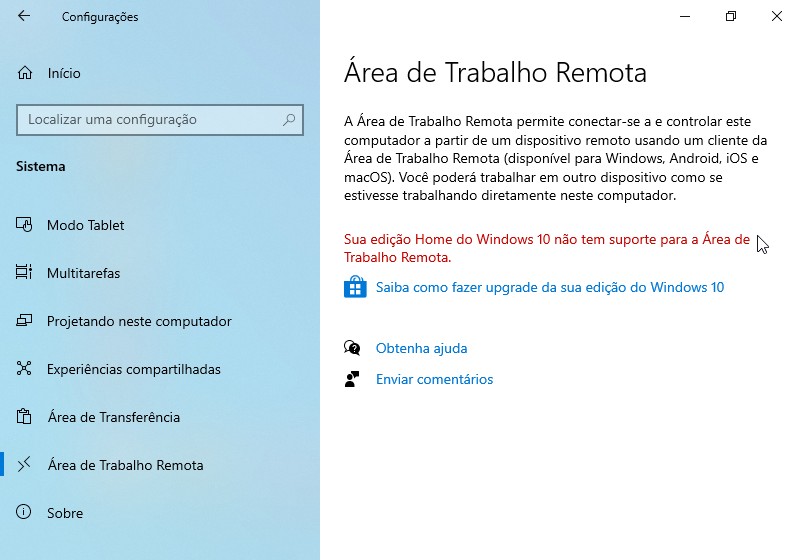 Configurações
Início
Localizar uma configuração
Sistema
Modo Tablet
Multitarefas
Projetando neste computador
Experiências compartilhadas
Área de Transferência
Área de Trabalho Remota
Sobre
Área de Trabalho Remota
A Área de Trabalho Remota permite conectar-se a e controlar este
computador a partir de um dispositivo remoto usando um cliente da
Área de Trabalho Remota (disponível para Windows, Android, iOS e
macOS). Você poderá trabalhar em outro dispositivo como se
estivesse trabalhando diretamente neste computador.
Sua edição Home do Windows 10 não tem suporte para a Área de
Trabalho Remota.
Saiba como fazer upgrade da sua edição do Windows 10
Obtenha ajuda
Enviar comentários